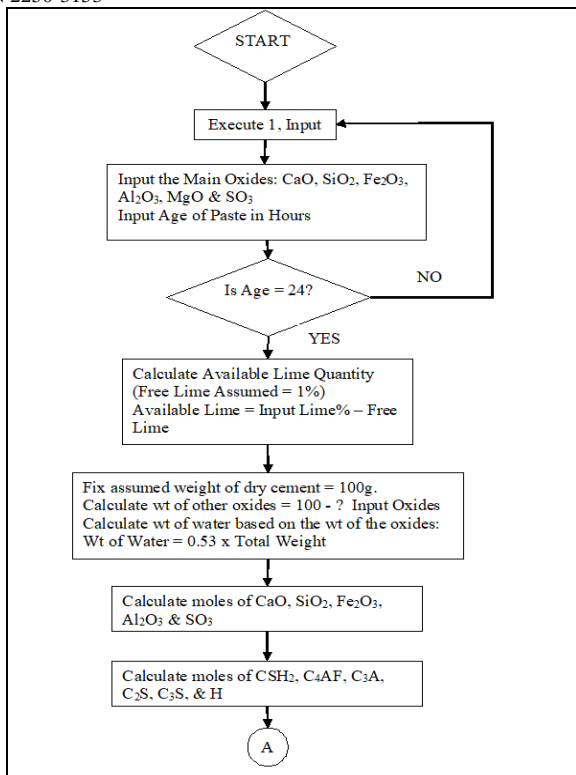 START
Execute 1, Input
Input the Main Oxides: CaO, SiO₂, Fe₂O₃,
Al₂O₃, MgO & SO₃
Input Age of Paste in Hours
Is Age = 24?
NO
YES
Calculate Available Lime Quantity
(Free Lime Assumed = 1%)
Available Lime = Input Lime% – Free
Lime
Fix assumed weight of dry cement = 100g.
Calculate wt of other oxides = 100 - ? Input Oxides
Calculate wt of water based on the wt of the oxides:
Wt of Water = 0.53 x Total Weight
Calculate moles of CaO, SiO₂, Fe₂O₃,
Al₂O₃ & SO₃
Calculate moles of CSH₂, C₄AF, C₃A,
C₂S, C₃S, & H
A